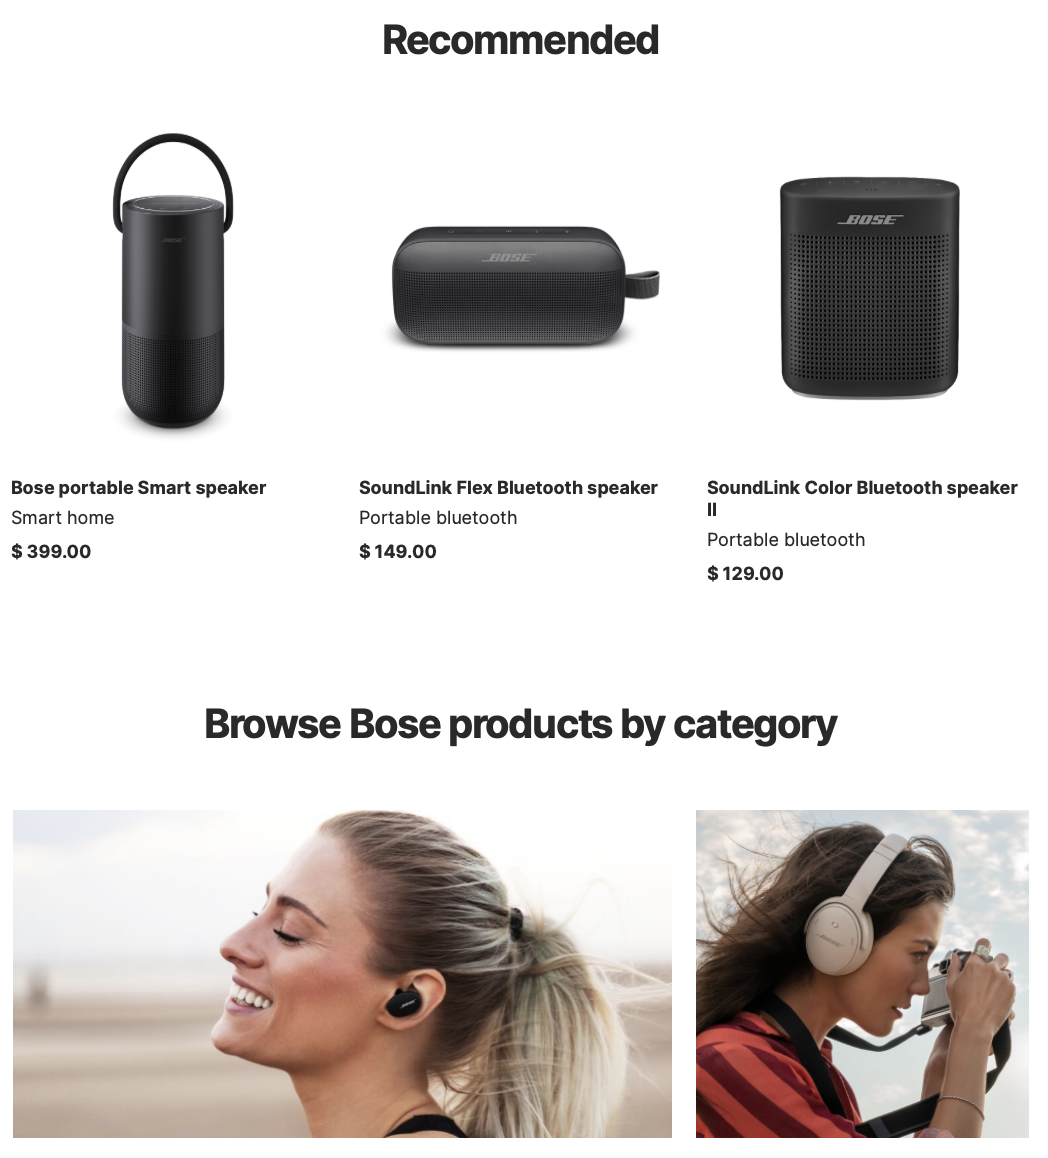 Recommended
BOSE
BOSE
BOSE
Bose portable Smart speaker
Smart home
$ 399.00
SoundLink Flex Bluetooth speaker
Portable bluetooth
$ 149.00
SoundLink Color Bluetooth speaker
II
Portable bluetooth
$ 129.00
Browse Bose products by category
BOSE
BOSE